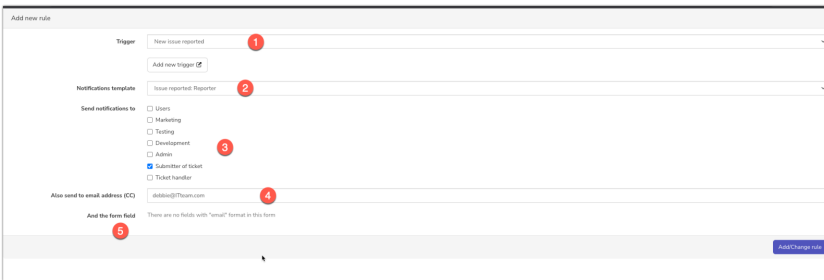 Add new rule
Trigger
New issue reported
1
Add new trigger
Notifications template
Issue reported: Reporter
2
Send notifications to
Users
Marketing
Testing
Development
3
Admin
Submitter of ticket
Ticket handler
Also send to email address (CC)
debbie@ITteam.com
4
And the form field
There are no fields with "email" format in this form
5
Add/Change rule